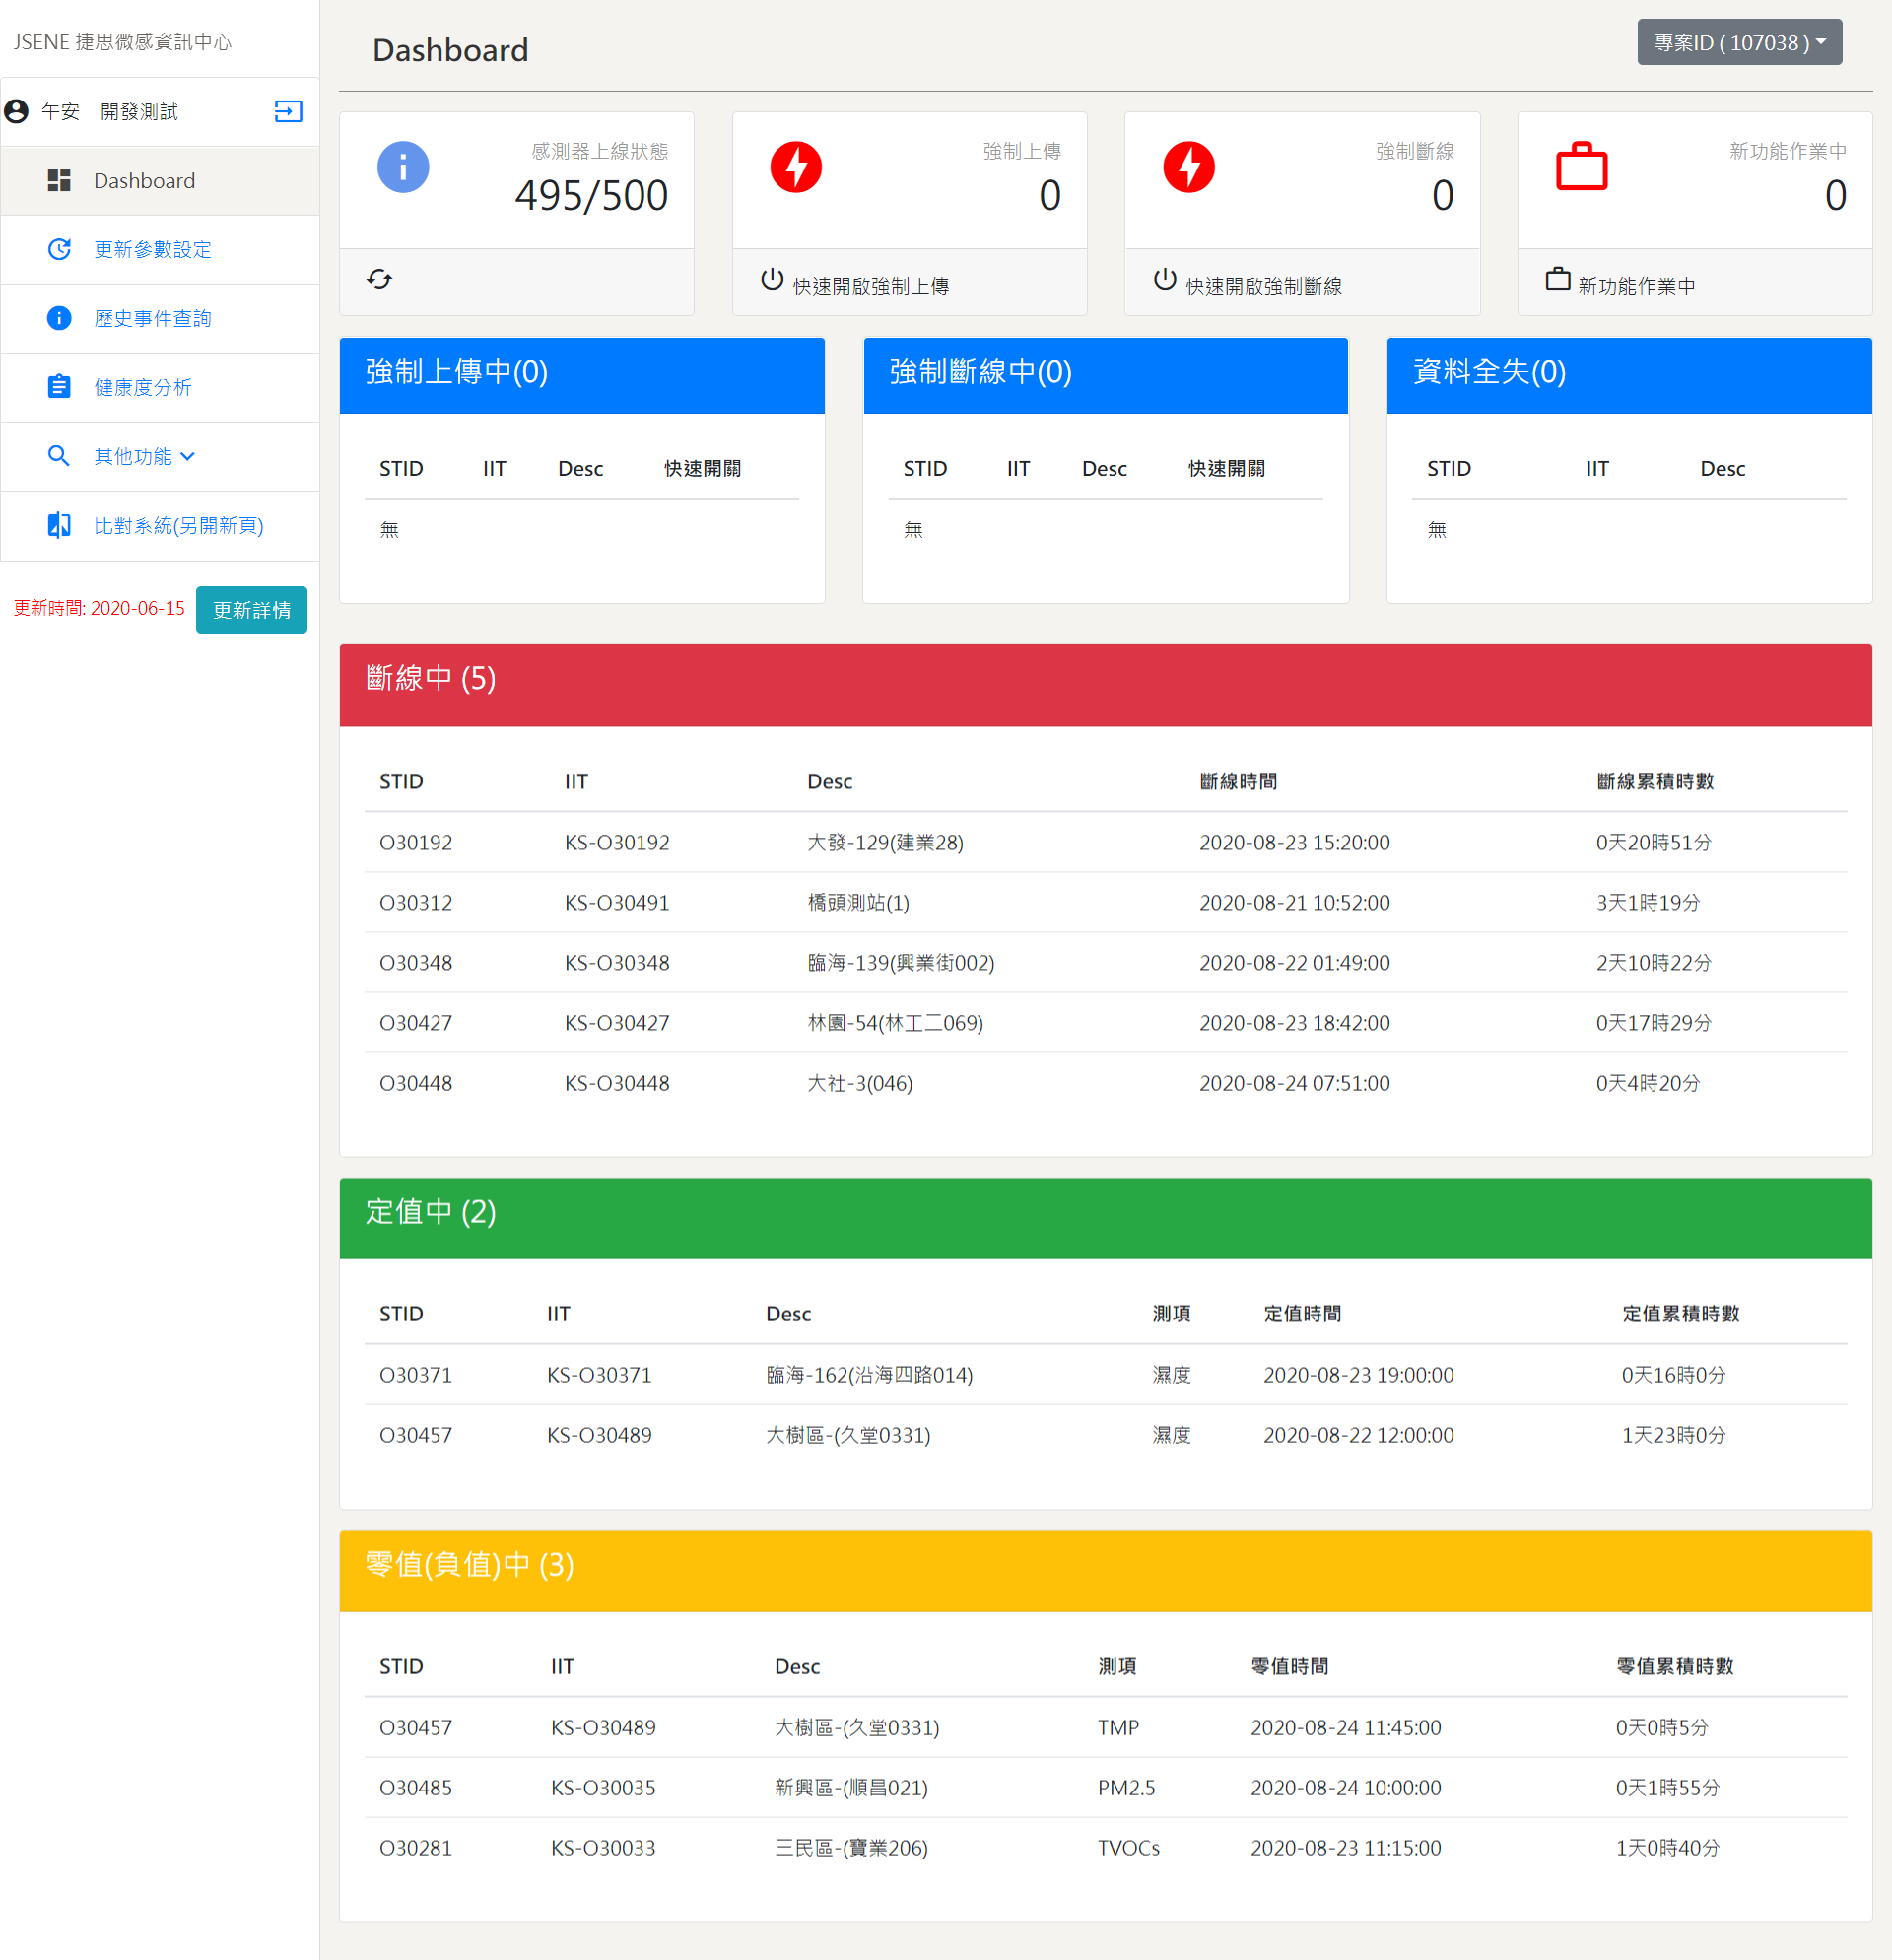 JSENE 捷思微感資訊中心
午安 開發測試
Dashboard
更新參數設定
歷史事件查詢
健康度分析
其他功能
比對系統(另開新頁)
更新時間: 2020-06-15 更新詳情
Dashboard
專案ID ( 107038 )
感測器上線狀態
495/500
強制上傳
0
快速開啟強制上傳
強制斷線
0
快速開啟強制斷線
新功能作業中
0
新功能作業中
強制上傳中(0)
STID IIT Desc 快速開關
無
強制斷線中(0)
STID IIT Desc 快速開關
無
資料全失(0)
STID IIT Desc
無
斷線中 (5)
STID IIT Desc 斷線時間 斷線累積時數
O30192 KS-O30192 大發-129(建業28) 2020-08-23 15:20:00 0天20時51分
O30312 KS-O30491 橋頭測站(1) 2020-08-21 10:52:00 3天1時19分
O30348 KS-O30348 臨海-139(興業街002) 2020-08-22 01:49:00 2天10時22分
O30427 KS-O30427 林園-54(林工二069) 2020-08-23 18:42:00 0天17時29分
O30448 KS-O30448 大社-3(046) 2020-08-24 07:51:00 0天4時20分
定值中 (2)
STID IIT Desc 測項 定值時間 定值累積時數
O30371 KS-O30371 臨海-162(沿海四路014) 濕度 2020-08-23 19:00:00 0天16時0分
O30457 KS-O30489 大樹區-(久堂0331) 濕度 2020-08-22 12:00:00 1天23時0分
零值(負值)中 (3)
STID IIT Desc 測項 零值時間 零值累積時數
O30457 KS-O30489 大樹區-(久堂0331) TMP 2020-08-24 11:45:00 0天0時5分
O30485 KS-O30035 新興區-(順昌021) PM2.5 2020-08-24 10:00:00 0天1時55分
O30281 KS-O30033 三民區-(寶業206) TVOCs 2020-08-23 11:15:00 1天0時40分